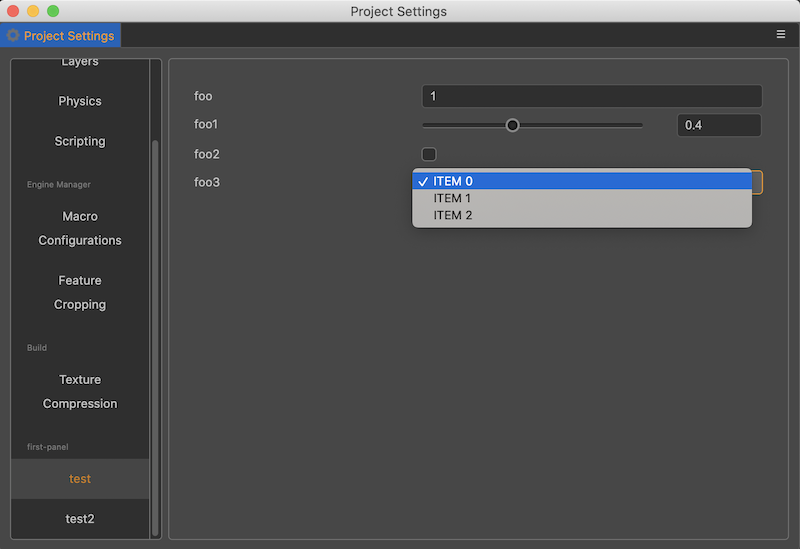 Project Settings
Project Settings
Layers
Physics
Scripting
Engine Manager
Macro
Configurations
Feature
Cropping
Build
Texture
Compression
first-panel
test
test2
foo
1
foo1
0.4
foo2
foo3
ITEM 0
ITEM 1
ITEM 2